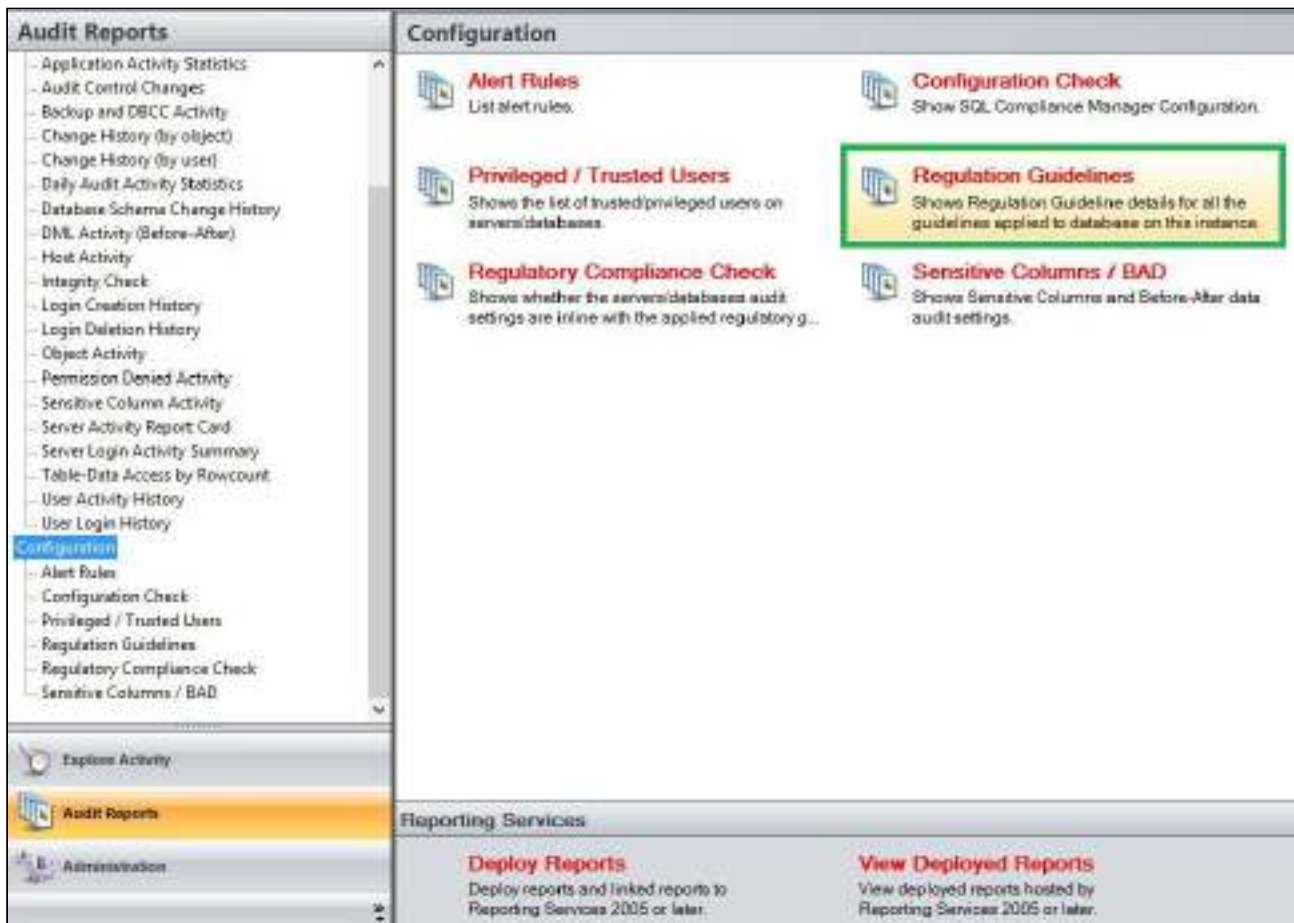 Audit Reports
Application Activity Statistics
Audit Control Changes
Backup and DBCC Activity
Change History (by object)
Change History (by user)
Daily Audit Activity Statistics
Database Schema Change History
DML Activity (Before-After)
Host Activity
Integrity Check
Login Creation History
Login Deletion History
Object Activity
Permission Denied Activity
Sensitive Column Activity
Server Activity Report Card
Server Login Activity Summary
Table-Data Access by Rowcount
User Activity History
User Login History
Configuration
Alert Rules
Configuration Check
Privileged / Trusted Users
Regulation Guidelines
Regulatory Compliance Check
Sensitive Columns / BAD
Explore Activity
Audit Reports
Administration
Configuration
Alert Rules
List alert rules.
Configuration Check
Show SQL Compliance Manager Configuration.
Privileged / Trusted Users
Shows the list of trusted/privileged users on
servers/databases.
Regulation Guidelines
Shows Regulation Guideline details for all the
guidelines applied to database on this instance
Regulatory Compliance Check
Shows whether the servers/databases audit
settings are inline with the applied regulatory g...
Sensitive Columns / BAD
Shows Sensitive Columns and Before-After data
audit settings.
Reporting Services
Deploy Reports
Deploy reports and linked reports to
Reporting Services 2005 or later.
View Deployed Reports
View deployed reports hosted by
Reporting Services 2005 or later.